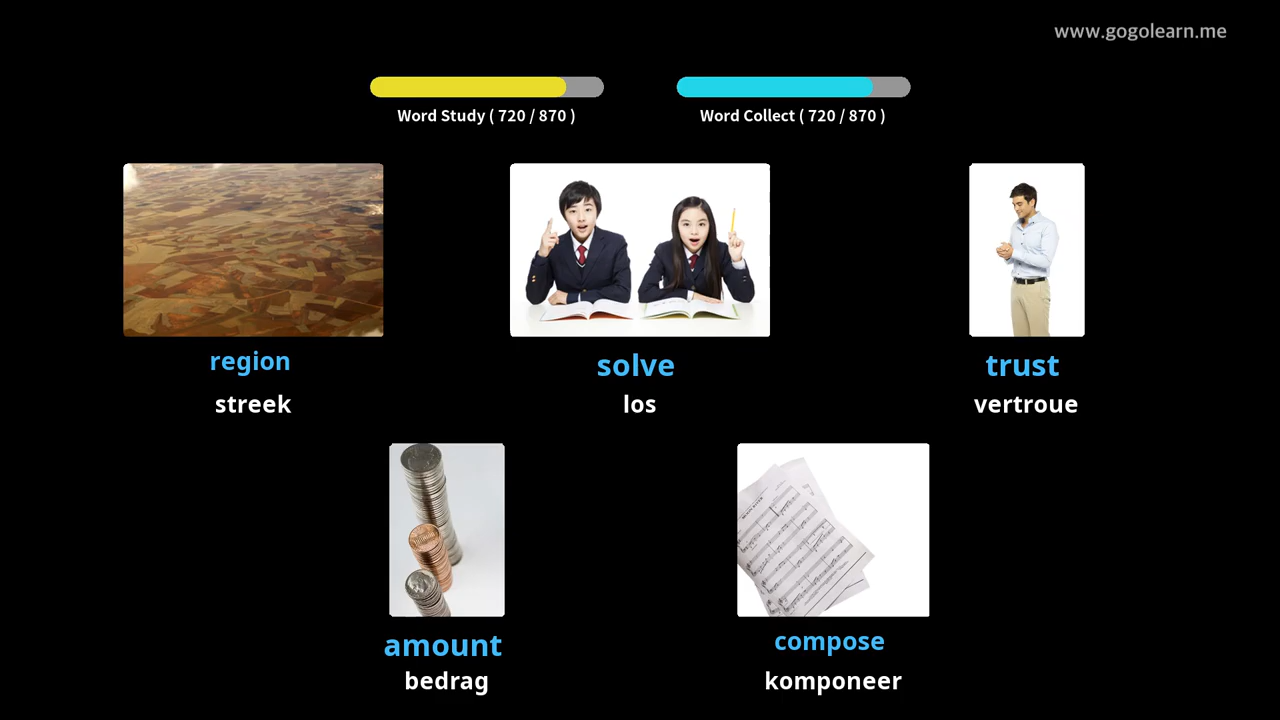 www.gogolearn.me
Word Study ( 720 / 870 )
Word Collect ( 720 / 870 )
region
streek
solve
los
trust
vertroue
amount
bedrag
compose
komponeer